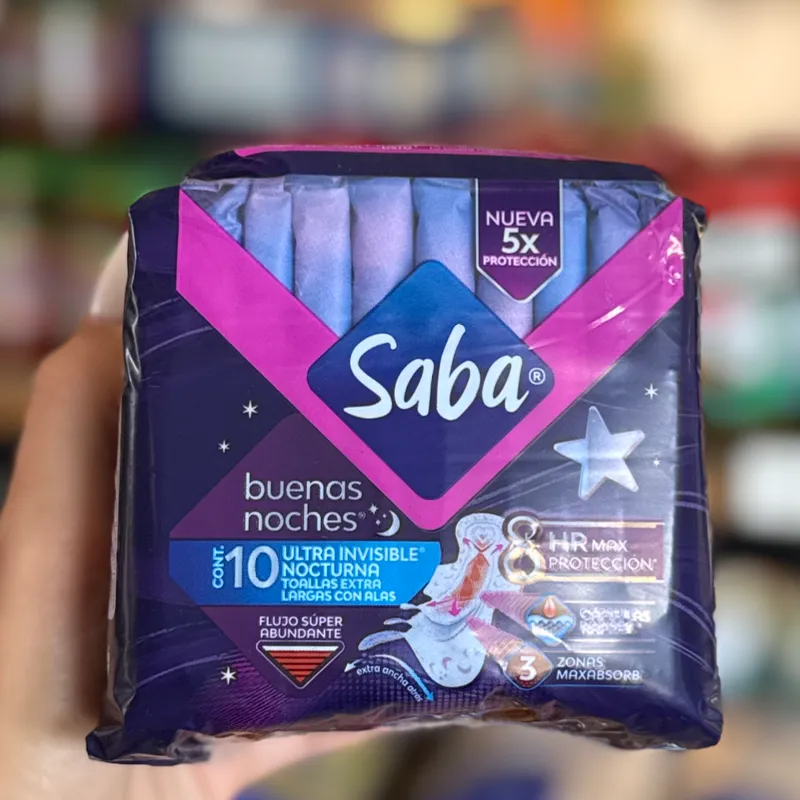 NUEVA
5x
PROTECCIÓN
Saba®
buenas
noches®
CONT.
10
ULTRA INVISIBLE®
NOCTURNA
TOALLAS EXTRA
LARGAS CON ALAS
8 HR MAX
PROTECCIÓN*
FLUJO SÚPER
ABUNDANTE
extra ancha atrás
3 ZONAS
MAXABSORB